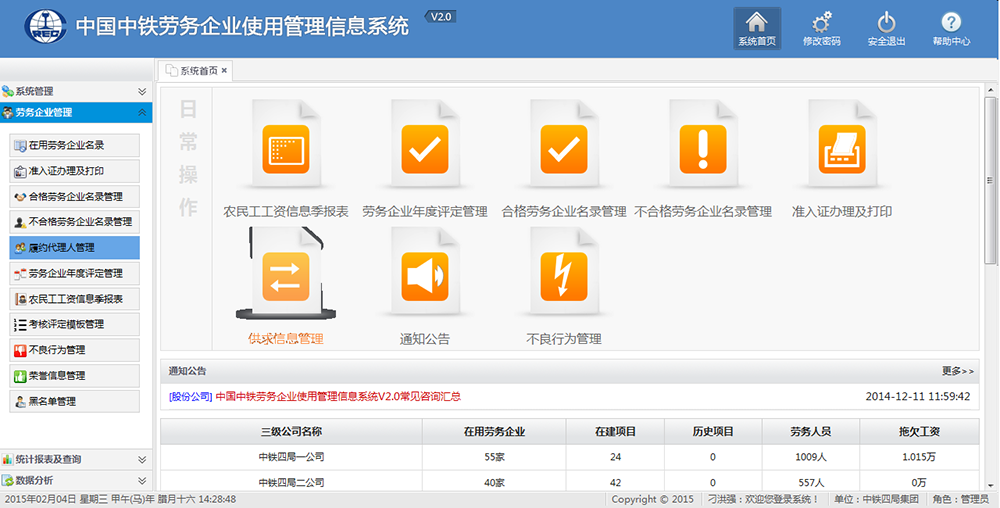 REC
中国中铁劳务企业使用管理信息系统
V2.0
系统首页
修改密码
安全退出
帮助中心
系统首页
系统管理
劳务企业管理
在用劳务企业名录
准入证办理及打印
合格劳务企业名录管理
不合格劳务企业名录管理
履约代理人管理
劳务企业年度评定管理
农民工工资信息季报表
考核评定模板管理
不良行为管理
荣誉信息管理
黑名单管理
统计报表及查询
数据分析
日常操作
农民工工资信息季报表
劳务企业年度评定管理
合格劳务企业名录管理
不合格劳务企业名录管理
准入证办理及打印
供求信息管理
通知公告
不良行为管理
通知公告 更多>>
[股份公司] 中国中铁劳务企业使用管理信息系统V2.0常见咨询汇总 2014-12-11 11:59:42
三级公司名称 在用劳务企业 在建项目 历史项目 劳务人员 拖欠工资
中铁四局一公司 55家 24 0 1009人 1.015万
中铁四局二公司 40家 42 0 557人 0万
2015年02月04日 星期三 甲午(马)年 腊月十六 14:28:48 Copyright © 2015 刁洪强：欢迎您登录系统！ 单位：中铁四局集团 角色：管理员